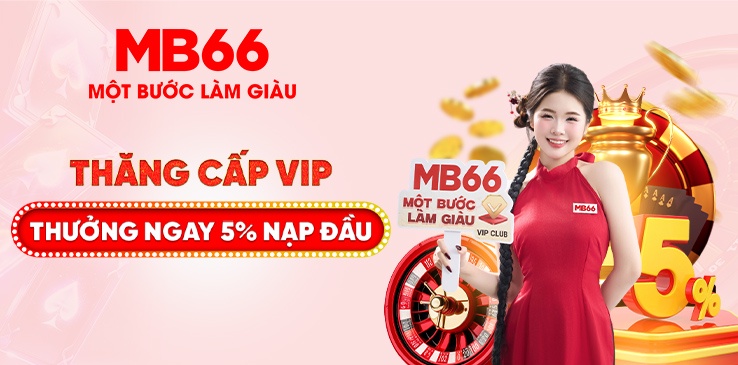 MB66
MỘT BƯỚC LÀM GIÀU
THĂNG CẤP VIP
THƯỞNG NGAY 5% NẠP ĐẦU
MB66
MỘT BƯỚC
LÀM GIÀU
VIP CLUB
MB66
5%